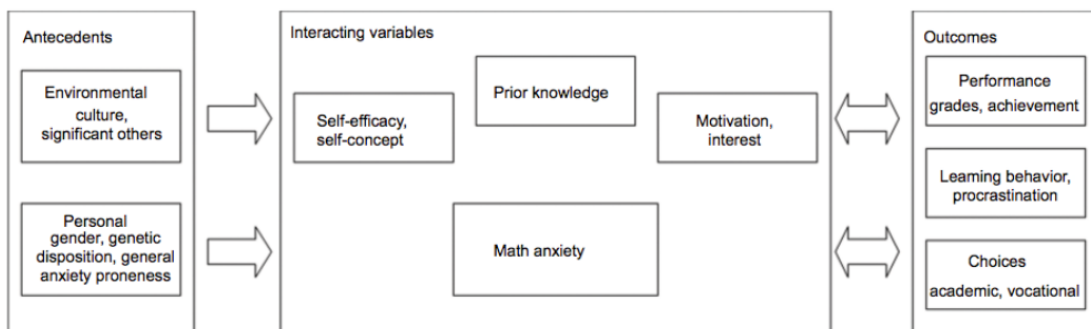 Antecedents
Environmental
culture,
significant others
Personal
gender, genetic
disposition, general
anxiety proneness
Interacting variables
Prior knowledge
Self-efficacy,
self-concept
Motivation,
interest
Math anxiety
Outcomes
Performance
grades, achievement
Learning behavior,
procrastination
Choices
academic, vocational